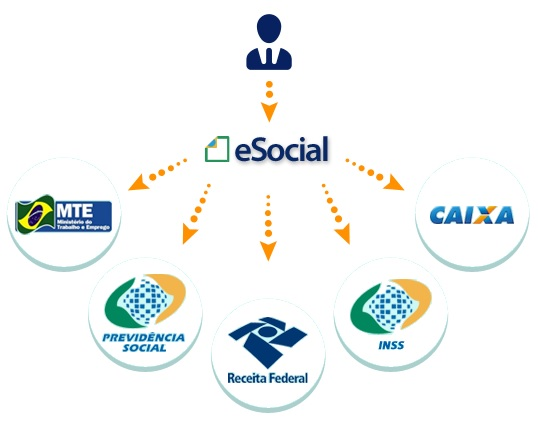 eSocial
MTE
Ministério do
Trabalho e Emprego
CAIXA
PREVIDÊNCIA
SOCIAL
INSS
Receita Federal